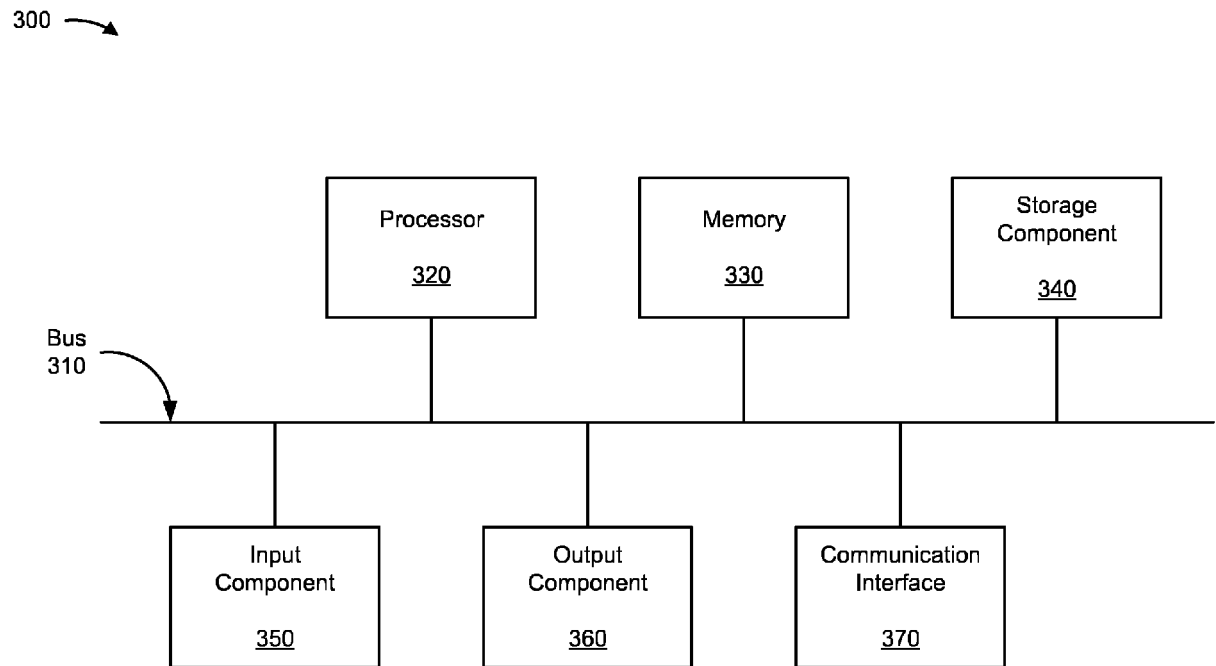 300
Processor
320
Memory
330
Storage
Component
340
Bus
310
Input
Component
350
Output
Component
360
Communication
Interface
370